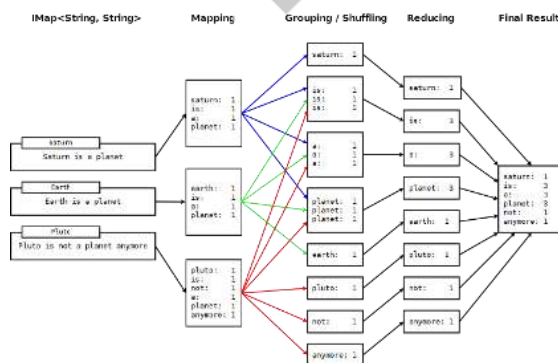 IMap<String, String>
Mapping
Grouping / Shuffling
Reducing
Final Result
Saturn
Saturn is a planet
Earth
Earth is a planet
Pluto
Pluto is not a planet anymore
saturn: 1
is: 1
a: 1
planet: 1
earth: 1
is: 1
a: 1
planet: 1
pluto: 1
is: 1
not: 1
a: 1
planet: 1
anymore: 1
saturn: 1
is: 1
is: 1
is: 1
a: 1
a: 1
a: 1
planet: 1
planet: 1
planet: 1
earth: 1
pluto: 1
not: 1
anymore: 1
saturn: 1
is: 3
a: 3
planet: 3
earth: 1
pluto: 1
not: 1
anymore: 1
saturn: 1
is: 3
a: 3
planet: 3
not: 1
anymore: 1